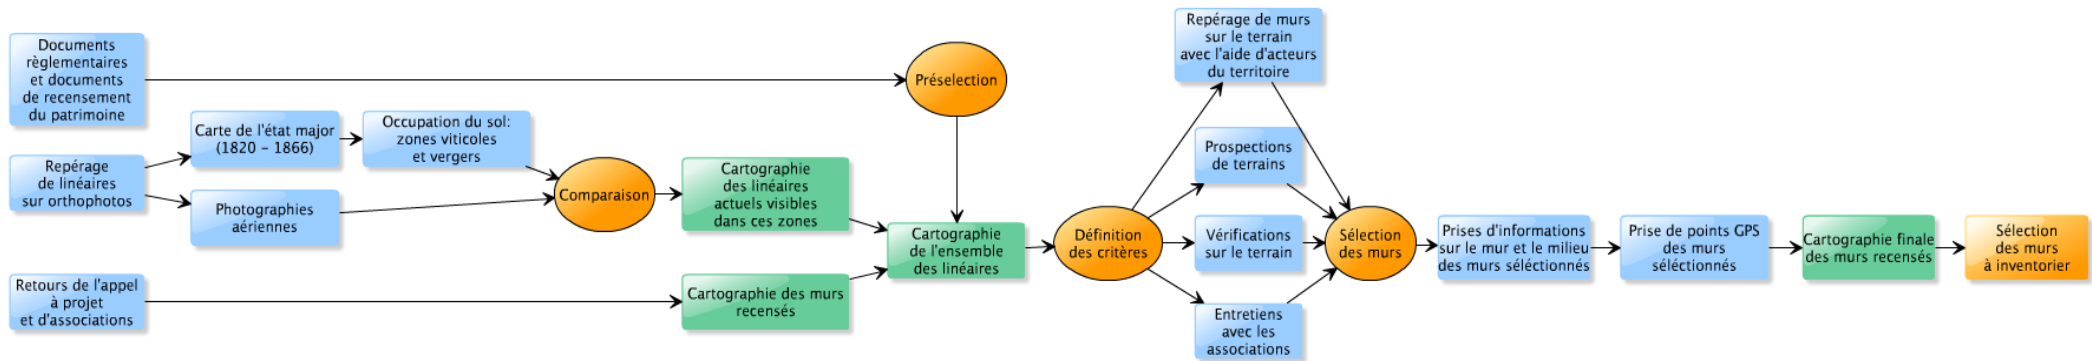 Documents
règlementaires
et documents
de recensement
du patrimoine
Repérage
de linéaires
sur orthophotos
Retours de l'appel
à projet
et d'associations
Carte de l'état major
(1820 - 1866)
Photographies
aériennes
Occupation du sol:
zones viticoles
et vergers
Comparaison
Cartographie
des linéaires
actuels visibles
dans ces zones
Cartographie des murs
recensés
Préselection
Cartographie
de l'ensemble
des linéaires
Définition
des critères
Repérage de murs
sur le terrain
avec l'aide d'acteurs
du territoire
Prospections
de terrains
Vérifications
sur le terrain
Entretiens
avec les
associations
Sélection
des murs
Prises d'informations
sur le mur et le milieu
des murs séléctionnés
Prise de points GPS
des murs
séléctionnés
Cartographie finale
des murs recensés
Sélection
des murs
à inventorier